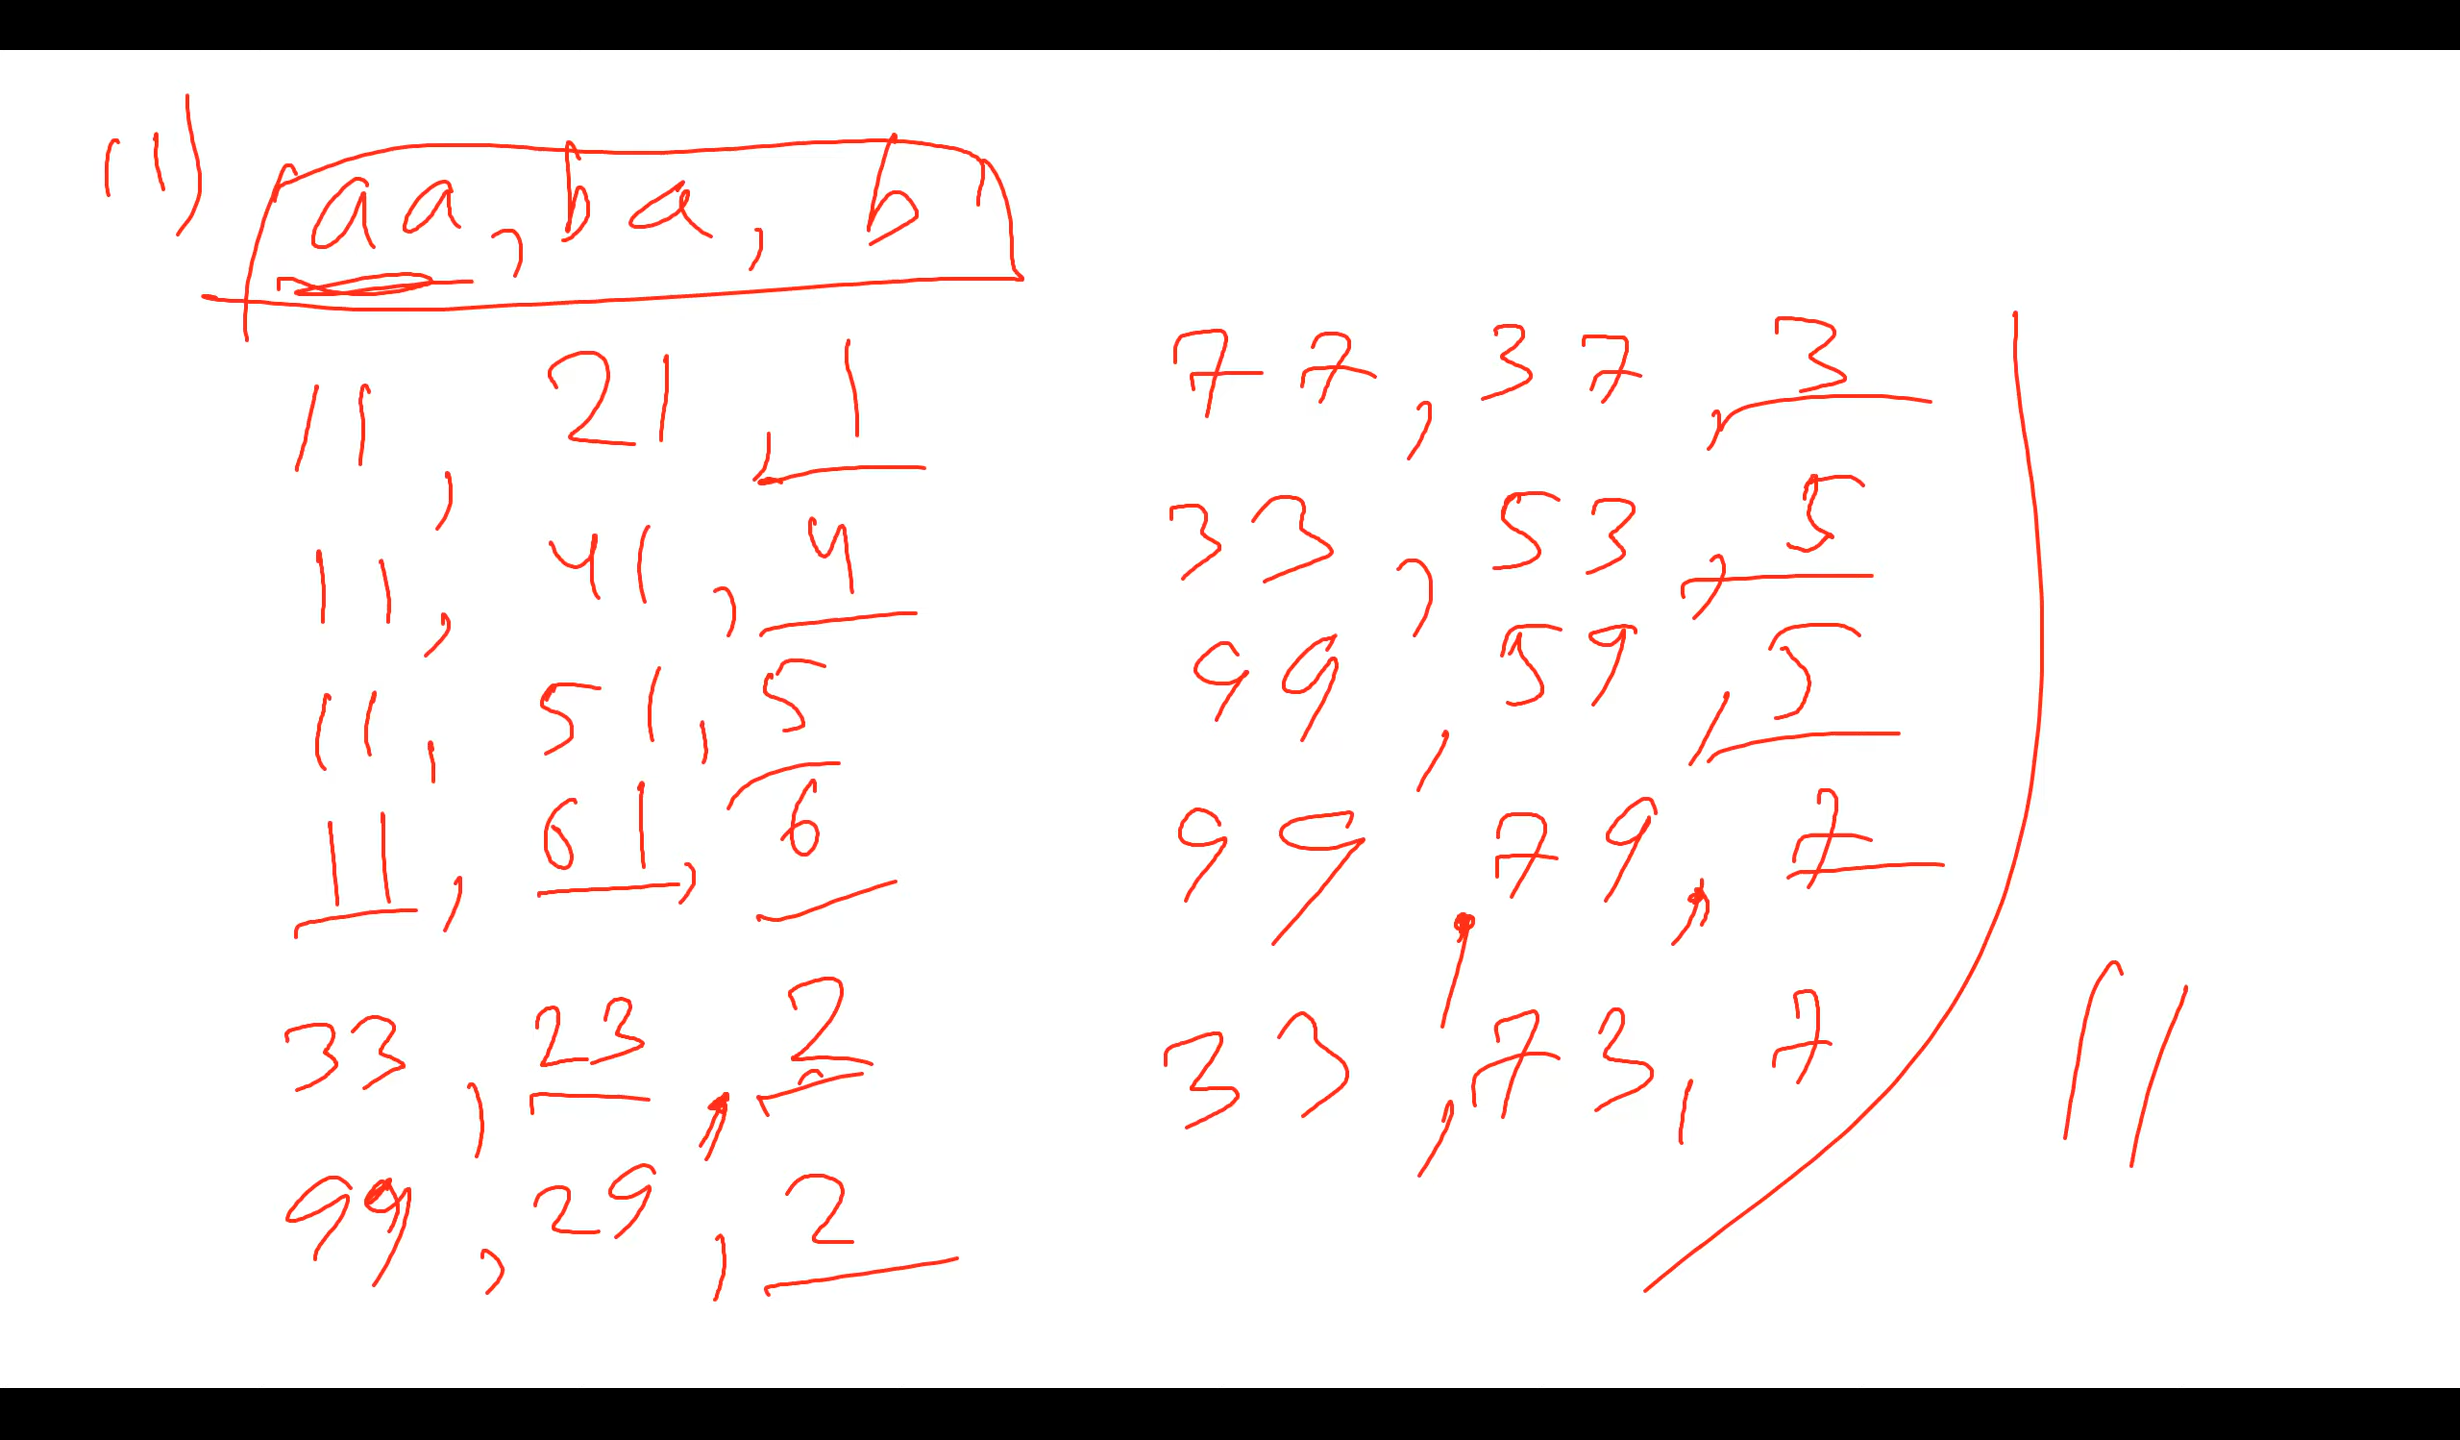 11) aa, ba, b
11, 21, 1
11, 41, 4
11, 51, 5
11, 61, 6
33, 23, 2
99, 29, 2
77, 37, 3
33, 53, 5
99, 59, 5
99, 79, 7
33, 73, 7
11